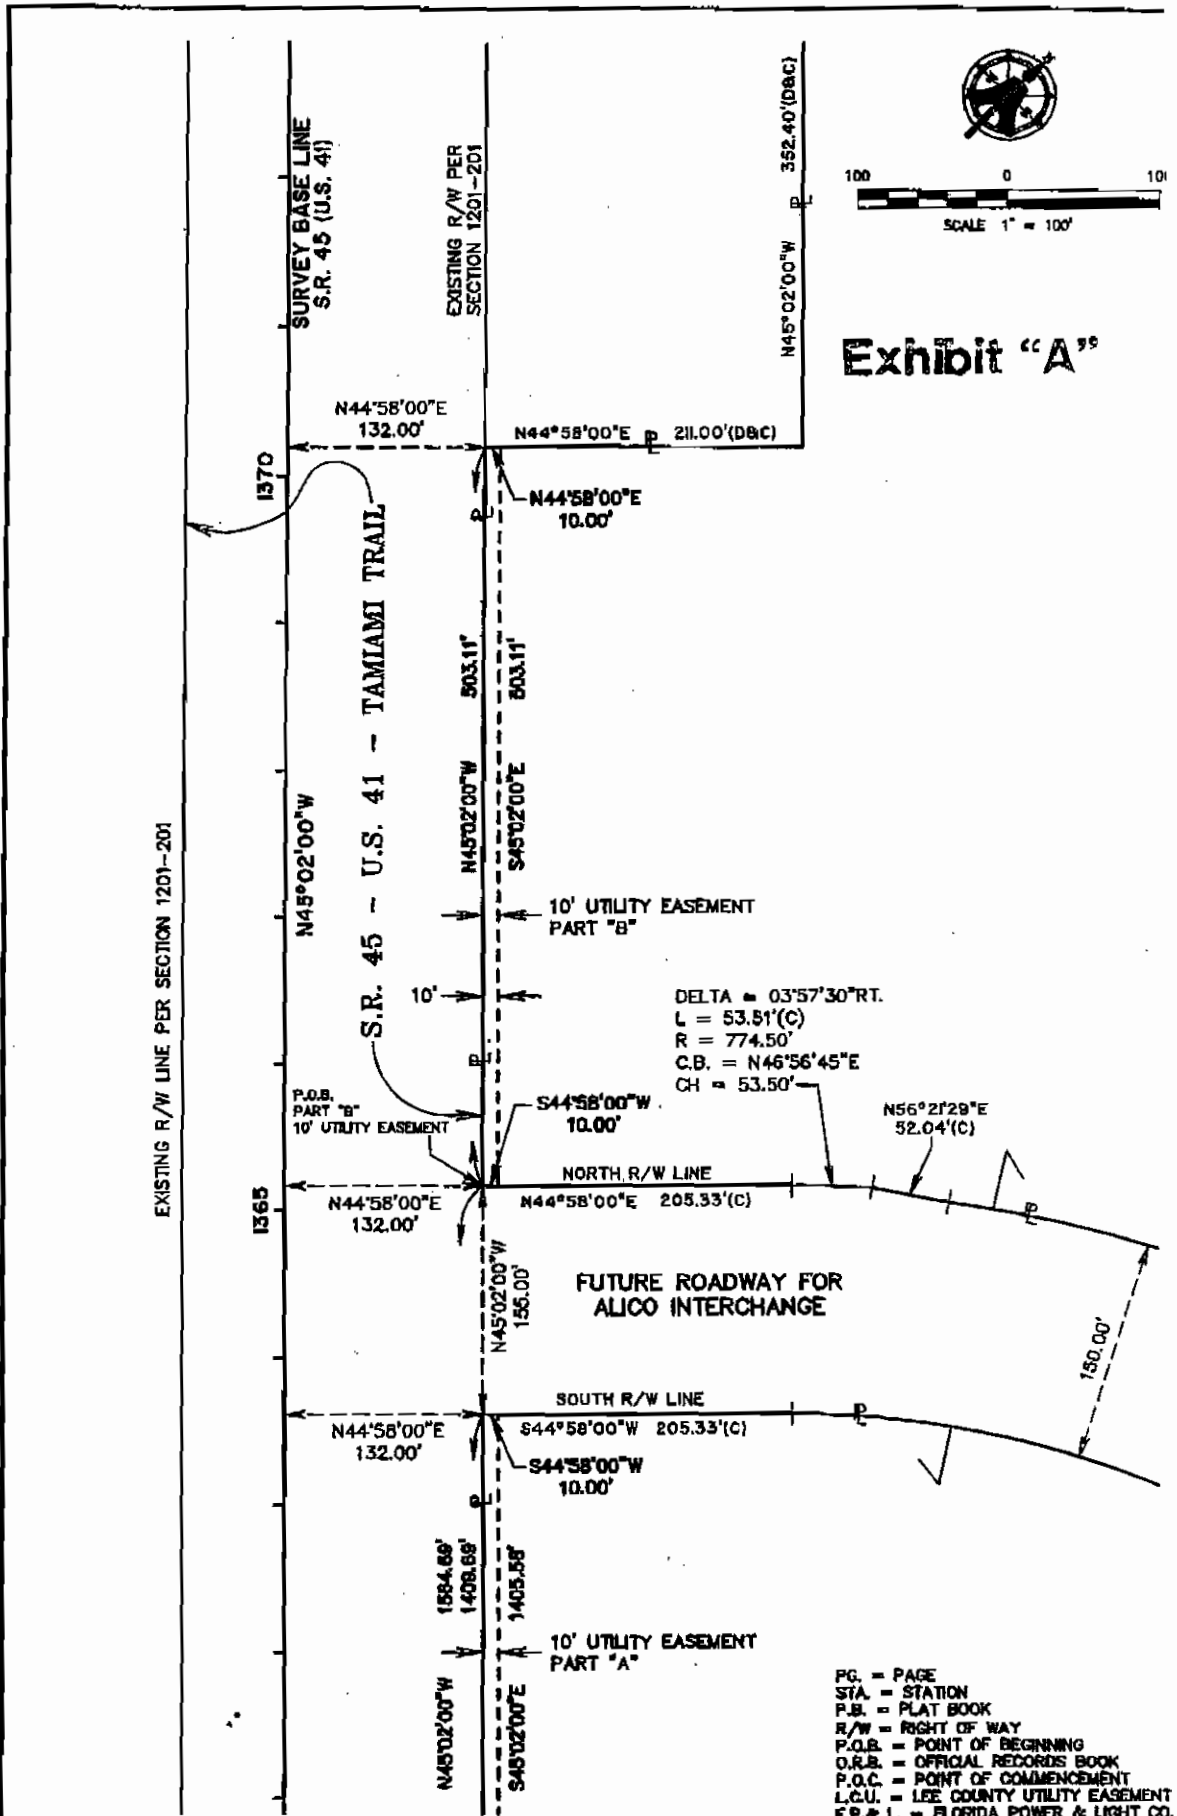 SURVEY BASE LINE
S.R. 45 (U.S. 41)
EXISTING R/W PER
SECTION 1201-201
N45°02'00"W
352.40'(D&C)
100
0
SCALE 1" = 100'
Exhibit "A"
N44°58'00"E
132.00'
N44°58'00"E
211.00'(D&C)
N44°58'00"E
10.00'
1370
S.R. 45 - U.S. 41 - TAMIAMI TRAIL
503.11'
503.11'
N45°02'00"W
S45°02'00"E
N45°02'00"W
EXISTING R/W LINE PER SECTION 1201-201
10' UTILITY EASEMENT
PART "B"
10'
DELTA = 03°57'30"RT.
L = 53.51'(C)
R = 774.50'
C.B. = N46°56'45"E
CH = 53.50'
P.O.B.
PART "B"
10' UTILITY EASEMENT
S44°58'00"W
10.00'
N56°21'29"E
52.04'(C)
NORTH R/W LINE
N44°58'00"E 205.33'(C)
1365
N44°58'00"E
132.00'
N45°02'00"W
155.00'
FUTURE ROADWAY FOR
ALICO INTERCHANGE
150.00'
SOUTH R/W LINE
S44°58'00"W 205.33'(C)
N44°58'00"E
132.00'
S44°58'00"W
10.00'
1564.69'
1409.69'
1405.58'
10' UTILITY EASEMENT
PART "A"
N45°02'00"W
S45°02'00"E
PG. = PAGE
STA. = STATION
P.B. = PLAT BOOK
R/W = RIGHT OF WAY
P.O.B. = POINT OF BEGINNING
O.R.B. = OFFICIAL RECORDS BOOK
P.O.C. = POINT OF COMMENCEMENT
L.C.U. = LEE COUNTY UTILITY EASEMENT
F.P.& L. = FLORIDA POWER & LIGHT CO.